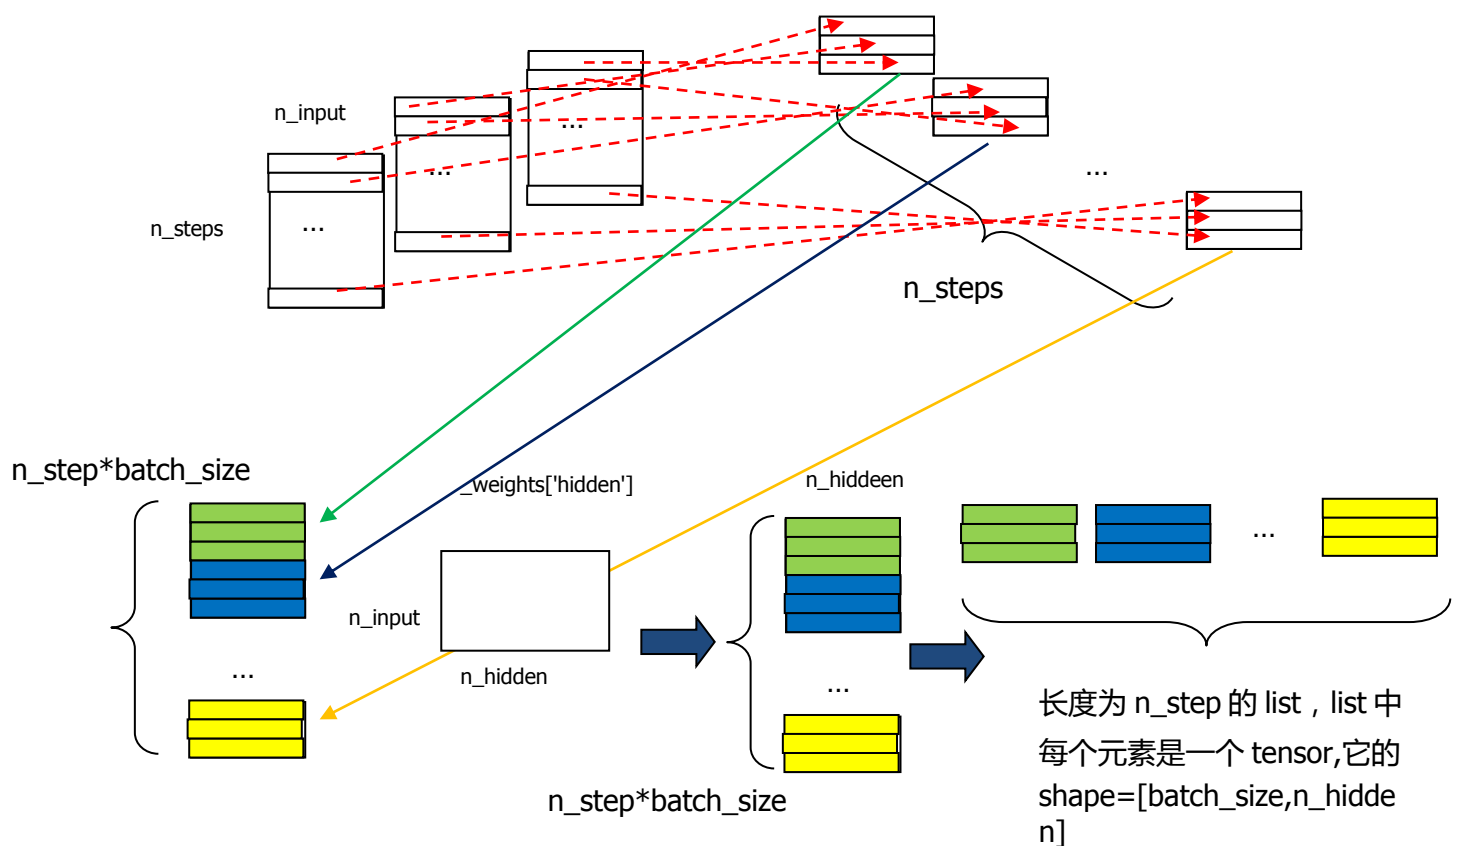 n_input
...
...
...
n_steps
...
n_steps
n_step*batch_size
_weights['hidden']
n_hiddeen
...
n_input
n_hidden
...
...
n_step*batch_size
长度为 n_step 的 list，list 中
每个元素是一个 tensor,它的
shape=[batch_size,n_hidde
n]